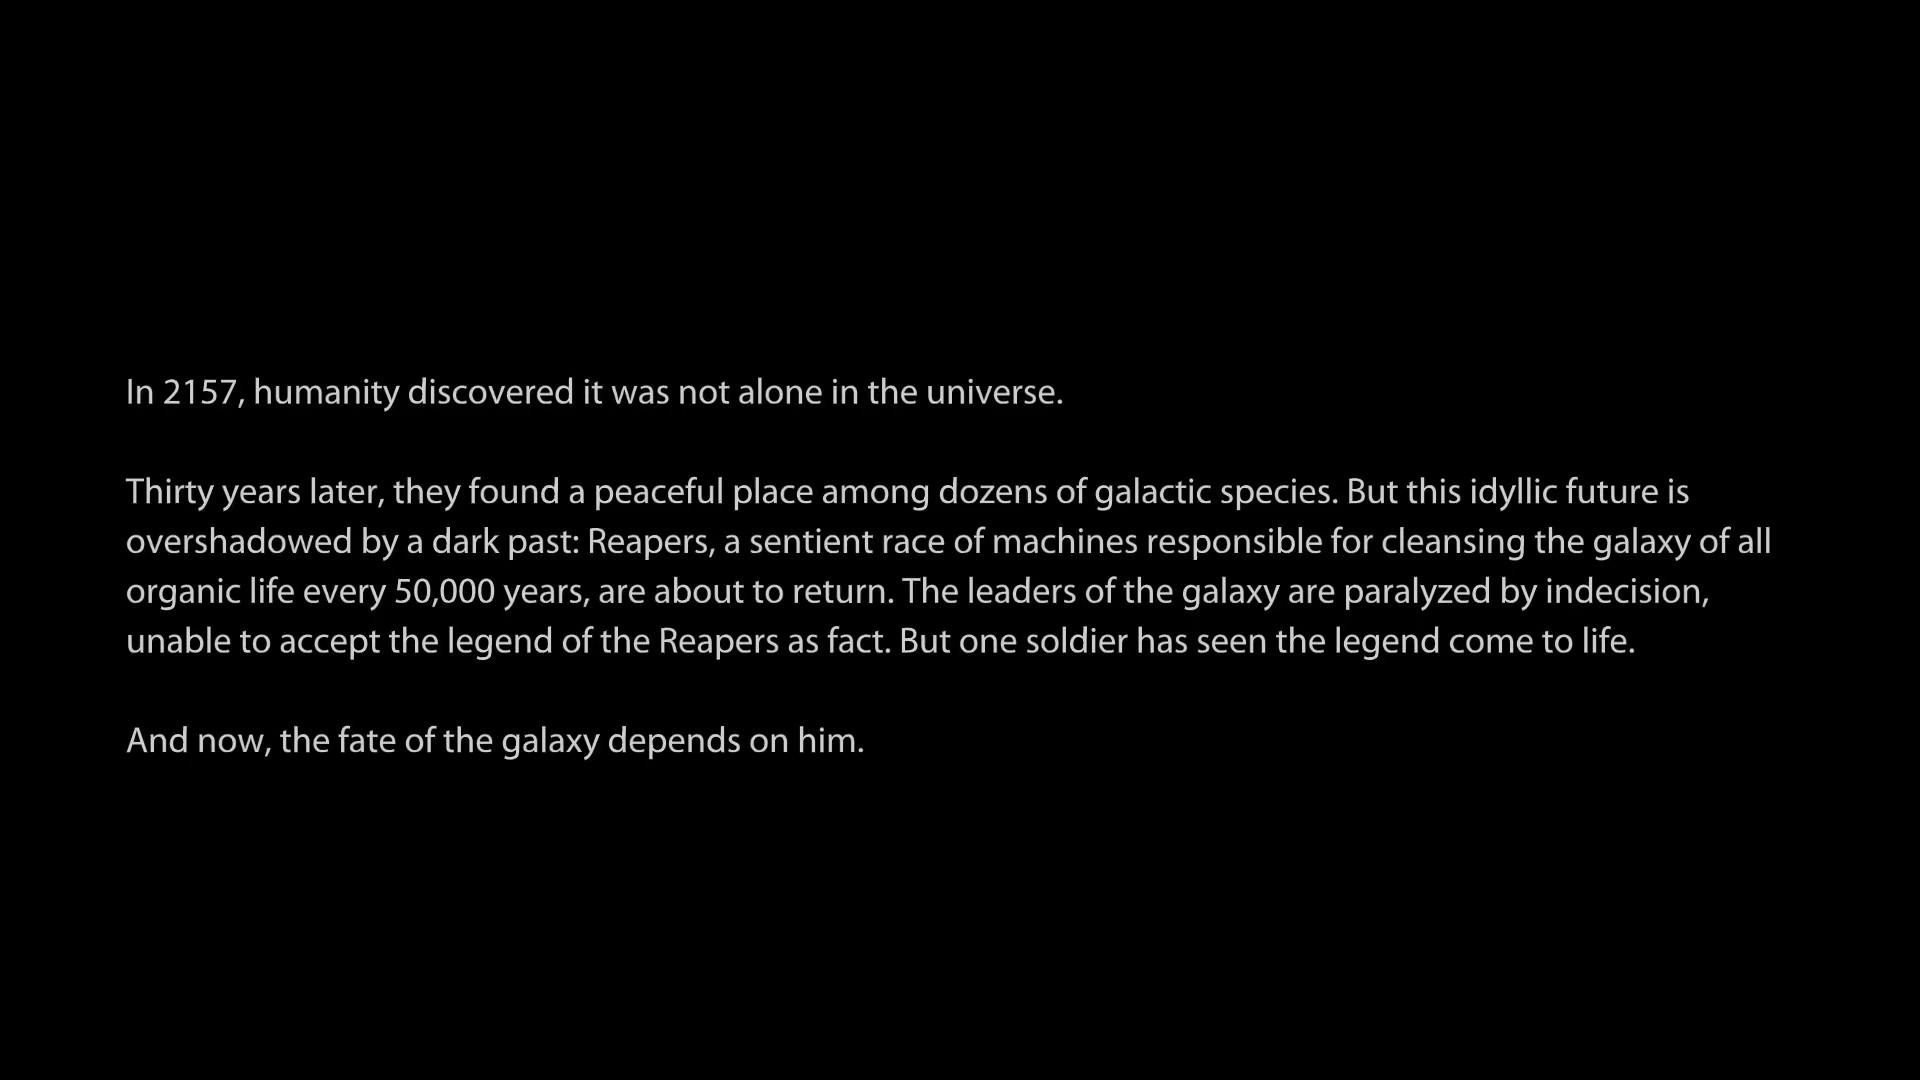 In 2157, humanity discovered it was not alone in the universe.
Thirty years later, they found a peaceful place among dozens of galactic species. But this idyllic future is
overshadowed by a dark past: Reapers, a sentient race of machines responsible for cleansing the galaxy of all
organic life every 50,000 years, are about to return. The leaders of the galaxy are paralyzed by indecision,
unable to accept the legend of the Reapers as fact. But one soldier has seen the legend come to life.
And now, the fate of the galaxy depends on him.